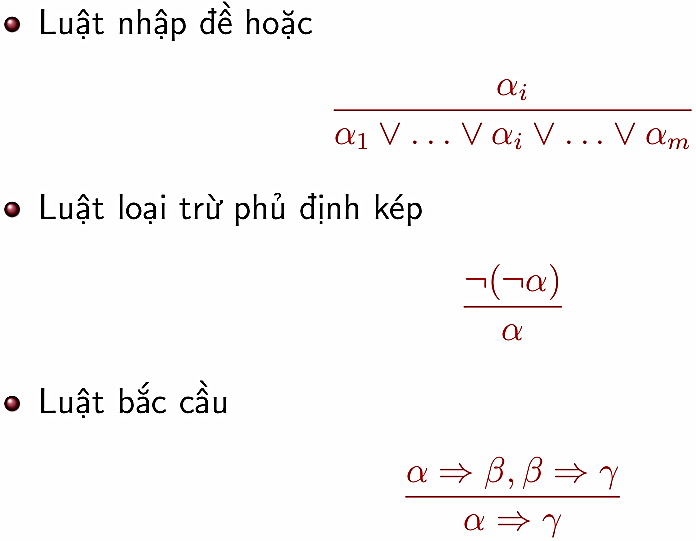 • Luật nhập đề hoặc
αᵢ
α₁ ∨ … ∨ αᵢ ∨ … ∨ αₘ
• Luật loại trừ phủ định kép
¬(¬α)
α
• Luật bắc cầu
α ⇒ β, β ⇒ γ
α ⇒ γ